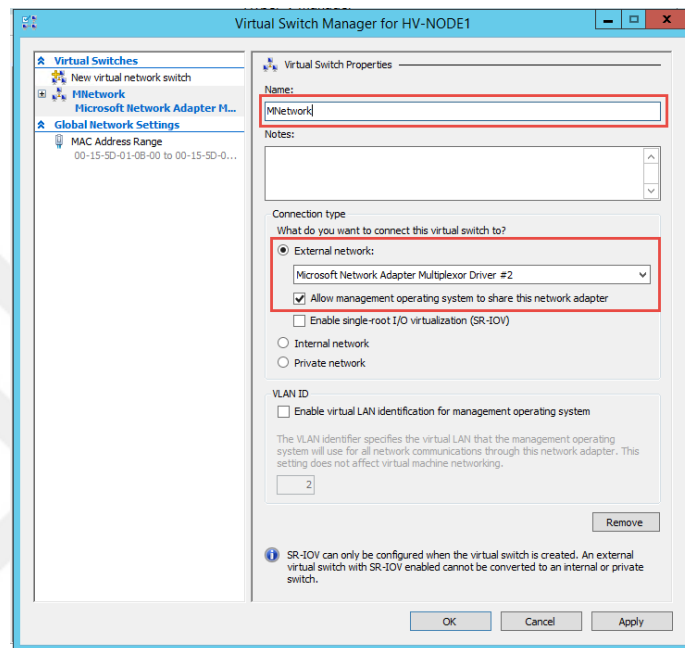 Virtual Switch Manager for HV-NODE1
Virtual Switches
New virtual network switch
MNetwork
Microsoft Network Adapter M...
Global Network Settings
MAC Address Range
00-15-5D-01-0B-00 to 00-15-5D-0...
Virtual Switch Properties
Name:
MNetwork
Notes:
Connection type
What do you want to connect this virtual switch to?
External network:
Microsoft Network Adapter Multiplexor Driver #2
Allow management operating system to share this network adapter
Enable single-root I/O virtualization (SR-IOV)
Internal network
Private network
VLAN ID
Enable virtual LAN identification for management operating system
The VLAN identifier specifies the virtual LAN that the management operating
system will use for all network communications through this network adapter. This
setting does not affect virtual machine networking.
2
Remove
SR-IOV can only be configured when the virtual switch is created. An external
virtual switch with SR-IOV enabled cannot be converted to an internal or private
switch.
OK
Cancel
Apply